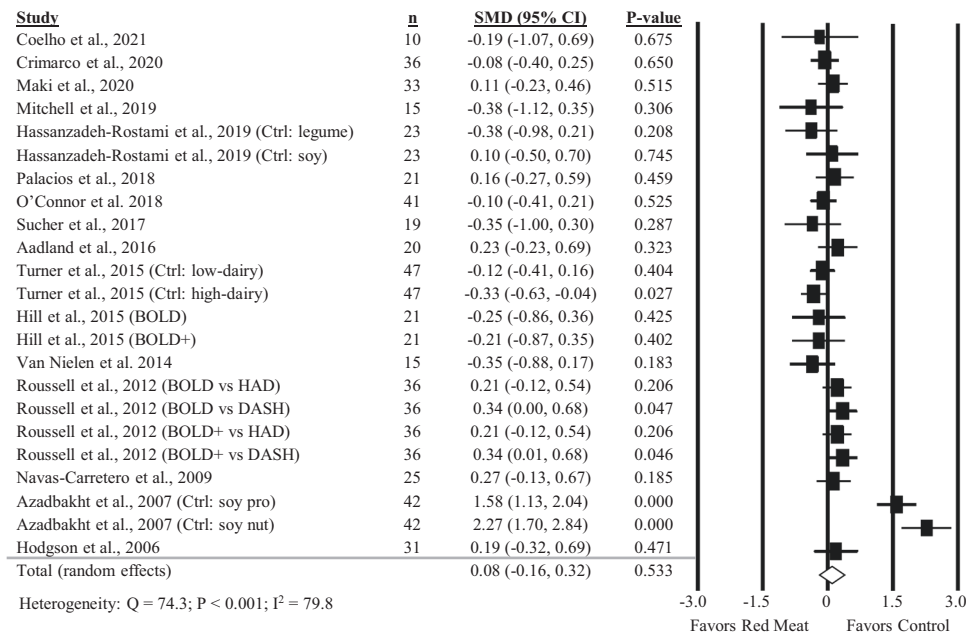 Study n SMD (95% CI) P-value
Coelho et al., 2021 10 -0.19 (-1.07, 0.69) 0.675
Crimarco et al., 2020 36 -0.08 (-0.40, 0.25) 0.650
Maki et al., 2020 33 0.11 (-0.23, 0.46) 0.515
Mitchell et al., 2019 15 -0.38 (-1.12, 0.35) 0.306
Hassanzadeh-Rostami et al., 2019 (Ctrl: legume) 23 -0.38 (-0.98, 0.21) 0.208
Hassanzadeh-Rostami et al., 2019 (Ctrl: soy) 23 0.10 (-0.50, 0.70) 0.745
Palacios et al., 2018 21 0.16 (-0.27, 0.59) 0.459
O’Connor et al. 2018 41 -0.10 (-0.41, 0.21) 0.525
Sucher et al., 2017 19 -0.35 (-1.00, 0.30) 0.287
Aadland et al., 2016 20 0.23 (-0.23, 0.69) 0.323
Turner et al., 2015 (Ctrl: low-dairy) 47 -0.12 (-0.41, 0.16) 0.404
Turner et al., 2015 (Ctrl: high-dairy) 47 -0.33 (-0.63, -0.04) 0.027
Hill et al., 2015 (BOLD) 21 -0.25 (-0.86, 0.36) 0.425
Hill et al., 2015 (BOLD+) 21 -0.21 (-0.87, 0.35) 0.402
Van Nielen et al. 2014 15 -0.35 (-0.88, 0.17) 0.183
Roussell et al., 2012 (BOLD vs HAD) 36 0.21 (-0.12, 0.54) 0.206
Roussell et al., 2012 (BOLD vs DASH) 36 0.34 (0.00, 0.68) 0.047
Roussell et al., 2012 (BOLD+ vs HAD) 36 0.21 (-0.12, 0.54) 0.206
Roussell et al., 2012 (BOLD+ vs DASH) 36 0.34 (0.01, 0.68) 0.046
Navas-Carretero et al., 2009 25 0.27 (-0.13, 0.67) 0.185
Azadbakht et al., 2007 (Ctrl: soy pro) 42 1.58 (1.13, 2.04) 0.000
Azadbakht et al., 2007 (Ctrl: soy nut) 42 2.27 (1.70, 2.84) 0.000
Hodgson et al., 2006 31 0.19 (-0.32, 0.69) 0.471
Total (random effects) 0.08 (-0.16, 0.32) 0.533
Heterogeneity: Q = 74.3; P < 0.001; I² = 79.8
-3.0 -1.5 0 1.5 3.0
Favors Red Meat Favors Control